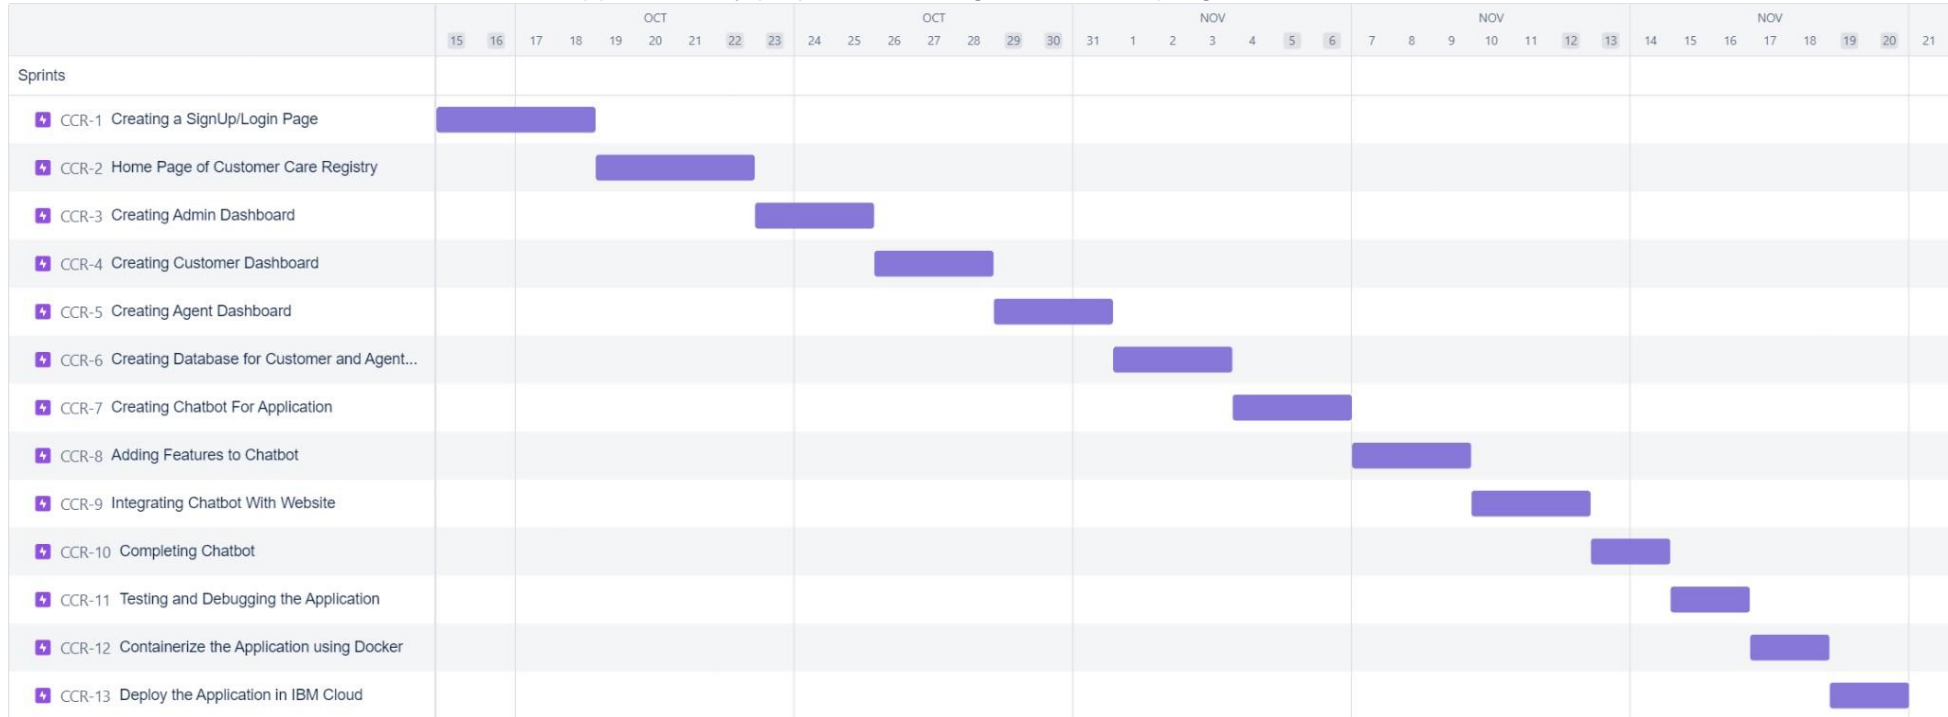 OCT OCT NOV NOV NOV
15 16 17 18 19 20 21 22 23 24 25 26 27 28 29 30 31 1 2 3 4 5 6 7 8 9 10 11 12 13 14 15 16 17 18 19 20 21
Sprints
CCR-1 Creating a SignUp/Login Page
CCR-2 Home Page of Customer Care Registry
CCR-3 Creating Admin Dashboard
CCR-4 Creating Customer Dashboard
CCR-5 Creating Agent Dashboard
CCR-6 Creating Database for Customer and Agent...
CCR-7 Creating Chatbot For Application
CCR-8 Adding Features to Chatbot
CCR-9 Integrating Chatbot With Website
CCR-10 Completing Chatbot
CCR-11 Testing and Debugging the Application
CCR-12 Containerize the Application using Docker
CCR-13 Deploy the Application in IBM Cloud